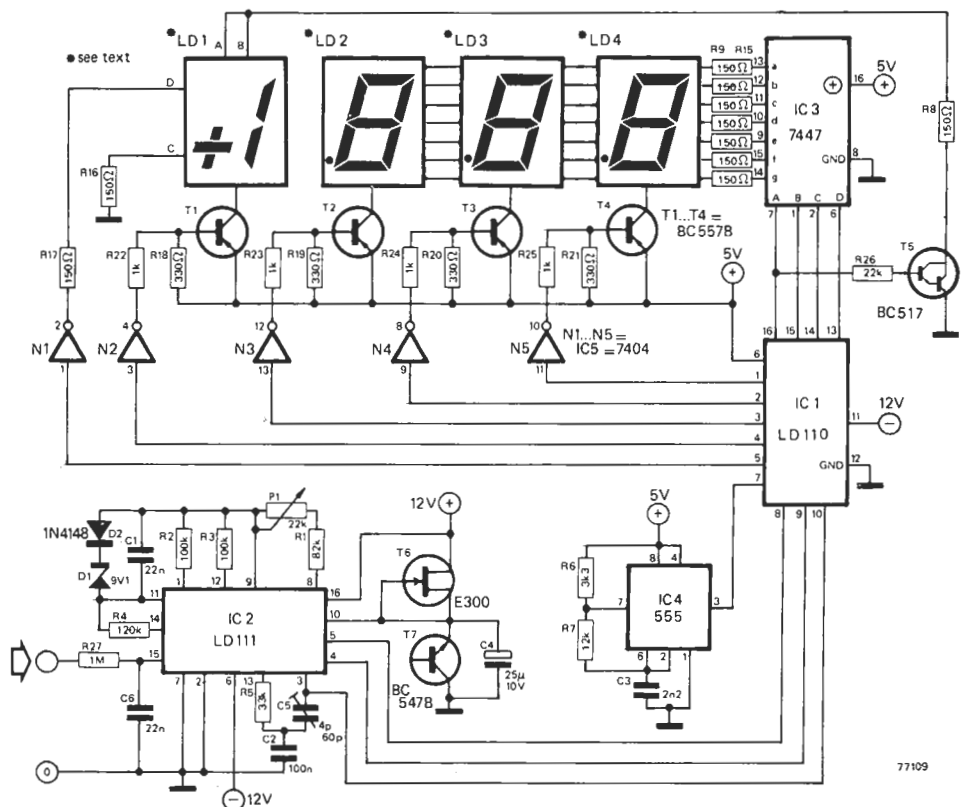 • see text
A B
• LD1
• LD2
• LD3
• LD4
D
C
÷1
R9 R15
150Ω 13 a
150Ω 12 b
150Ω 11 c
150Ω 10 d
150Ω 9 e
150Ω 15 f
150Ω 14 g
IC 3
7447
16
5V
GND 8
A B C D
7 1 2 6
R8
150Ω
R16
150Ω
T1
T2
T3
T4
T1...T4 =
BC557B
R17
150Ω
R22
1k
R18
330Ω
R23
1k
R19
330Ω
R24
1k
R20
330Ω
R25
1k
R21
330Ω
5V
R26
22k
T5
BC517
N1 2 1
N2 4 3
N3 12 13
N4 8 9
N5 10 11
N1...N5 =
IC5 = 7404
16 15 14 13
6
1
2
3
4
5
7
IC 1
LD110
11
12V
GND 12
8 9 10
1N4148
D2
D1
9V1
C1
22n
R2
100k
R3
100k
P1
22k
R1
82k
11 1 12 9 8
R4
120k
14
IC 2
LD111
16
10
5
4
15
7 2 6 13 3
R27
1M
C6
22n
R5
33k
C5
4p
60p
C2
100n
12V
0
12V
T6
E300
T7
BC
547B
C4
25µ
10V
5V
R6
3k3
R7
12k
8 4
7
IC 4
555
3
6 2 1
C3
2n2
77109